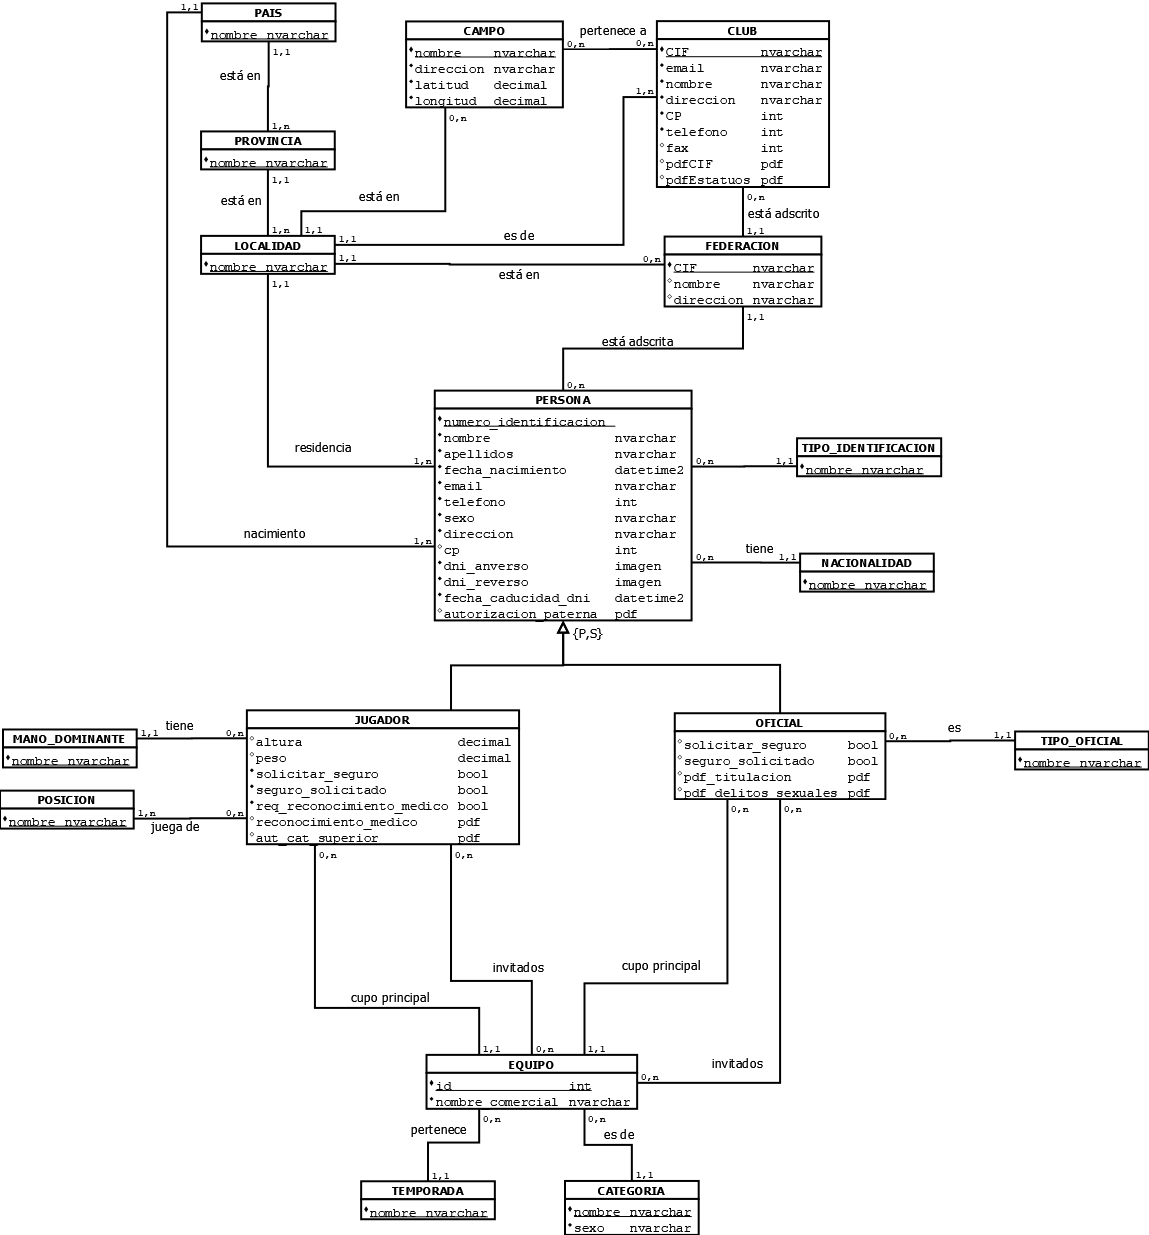 PAIS
nombre nvarchar
1,1
1,1
está en
1,n
PROVINCIA
nombre nvarchar
1,1
está en
1,n
1,1
LOCALIDAD
nombre nvarchar
1,1
1,1
1,1
CAMPO
nombre nvarchar
direccion nvarchar
latitud decimal
longitud decimal
0,n
está en
pertenece a
0,n
0,n
CLUB
CIF nvarchar
email nvarchar
nombre nvarchar
direccion nvarchar
CP int
telefono int
fax int
pdfCIF pdf
pdfEstatuos pdf
1,n
es de
0,n
está adscrito
1,1
FEDERACION
CIF nvarchar
nombre nvarchar
direccion nvarchar
0,n
está en
1,1
está adscrita
0,n
PERSONA
numero_identificacion
nombre nvarchar
apellidos nvarchar
fecha_nacimiento datetime2
email nvarchar
telefono int
sexo nvarchar
direccion nvarchar
cp int
dni_anverso imagen
dni_reverso imagen
fecha_caducidad_dni datetime2
autorizacion_paterna pdf
residencia
1,n
nacimiento
1,n
0,n
1,1
TIPO_IDENTIFICACION
nombre nvarchar
0,n
tiene
1,1
NACIONALIDAD
nombre nvarchar
{P,S}
JUGADOR
altura decimal
peso decimal
solicitar_seguro bool
seguro_solicitado bool
req_reconocimiento_medico bool
reconocimiento_medico pdf
aut_cat_superior pdf
MANO_DOMINANTE
nombre nvarchar
1,1
tiene
0,n
POSICION
nombre nvarchar
1,n
juega de
0,n
OFICIAL
solicitar_seguro bool
seguro_solicitado bool
pdf_titulacion pdf
pdf_delitos_sexuales pdf
0,n
es
1,1
TIPO_OFICIAL
nombre nvarchar
0,n
0,n
0,n
0,n
cupo principal
invitados
cupo principal
invitados
1,1
0,n
1,1
0,n
EQUIPO
id int
nombre_comercial nvarchar
0,n
0,n
pertenece
es de
1,1
1,1
TEMPORADA
nombre nvarchar
CATEGORIA
nombre nvarchar
sexo nvarchar